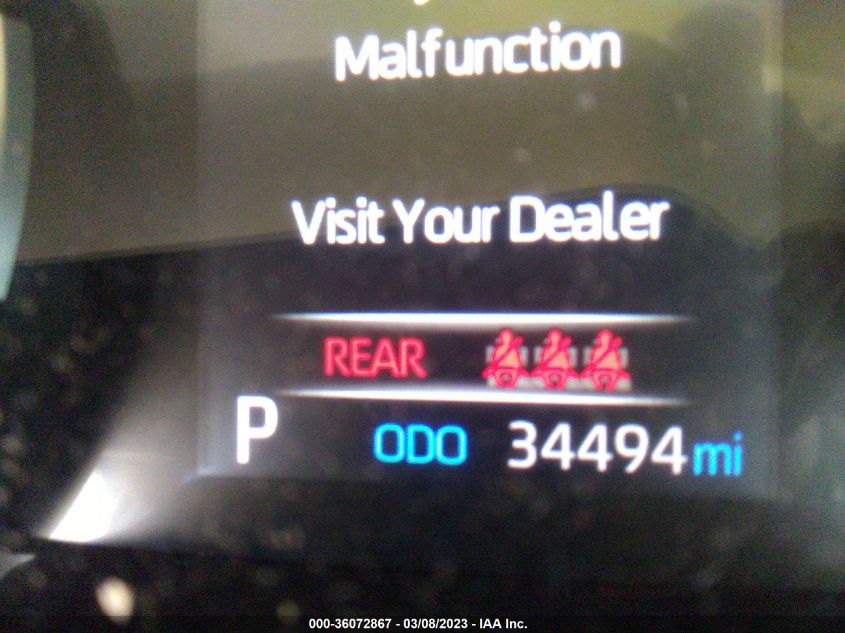 Malfunction
Visit Your Dealer
REAR
P ODO 34494 mi
000-36072867 - 03/08/2023 - IAA Inc.